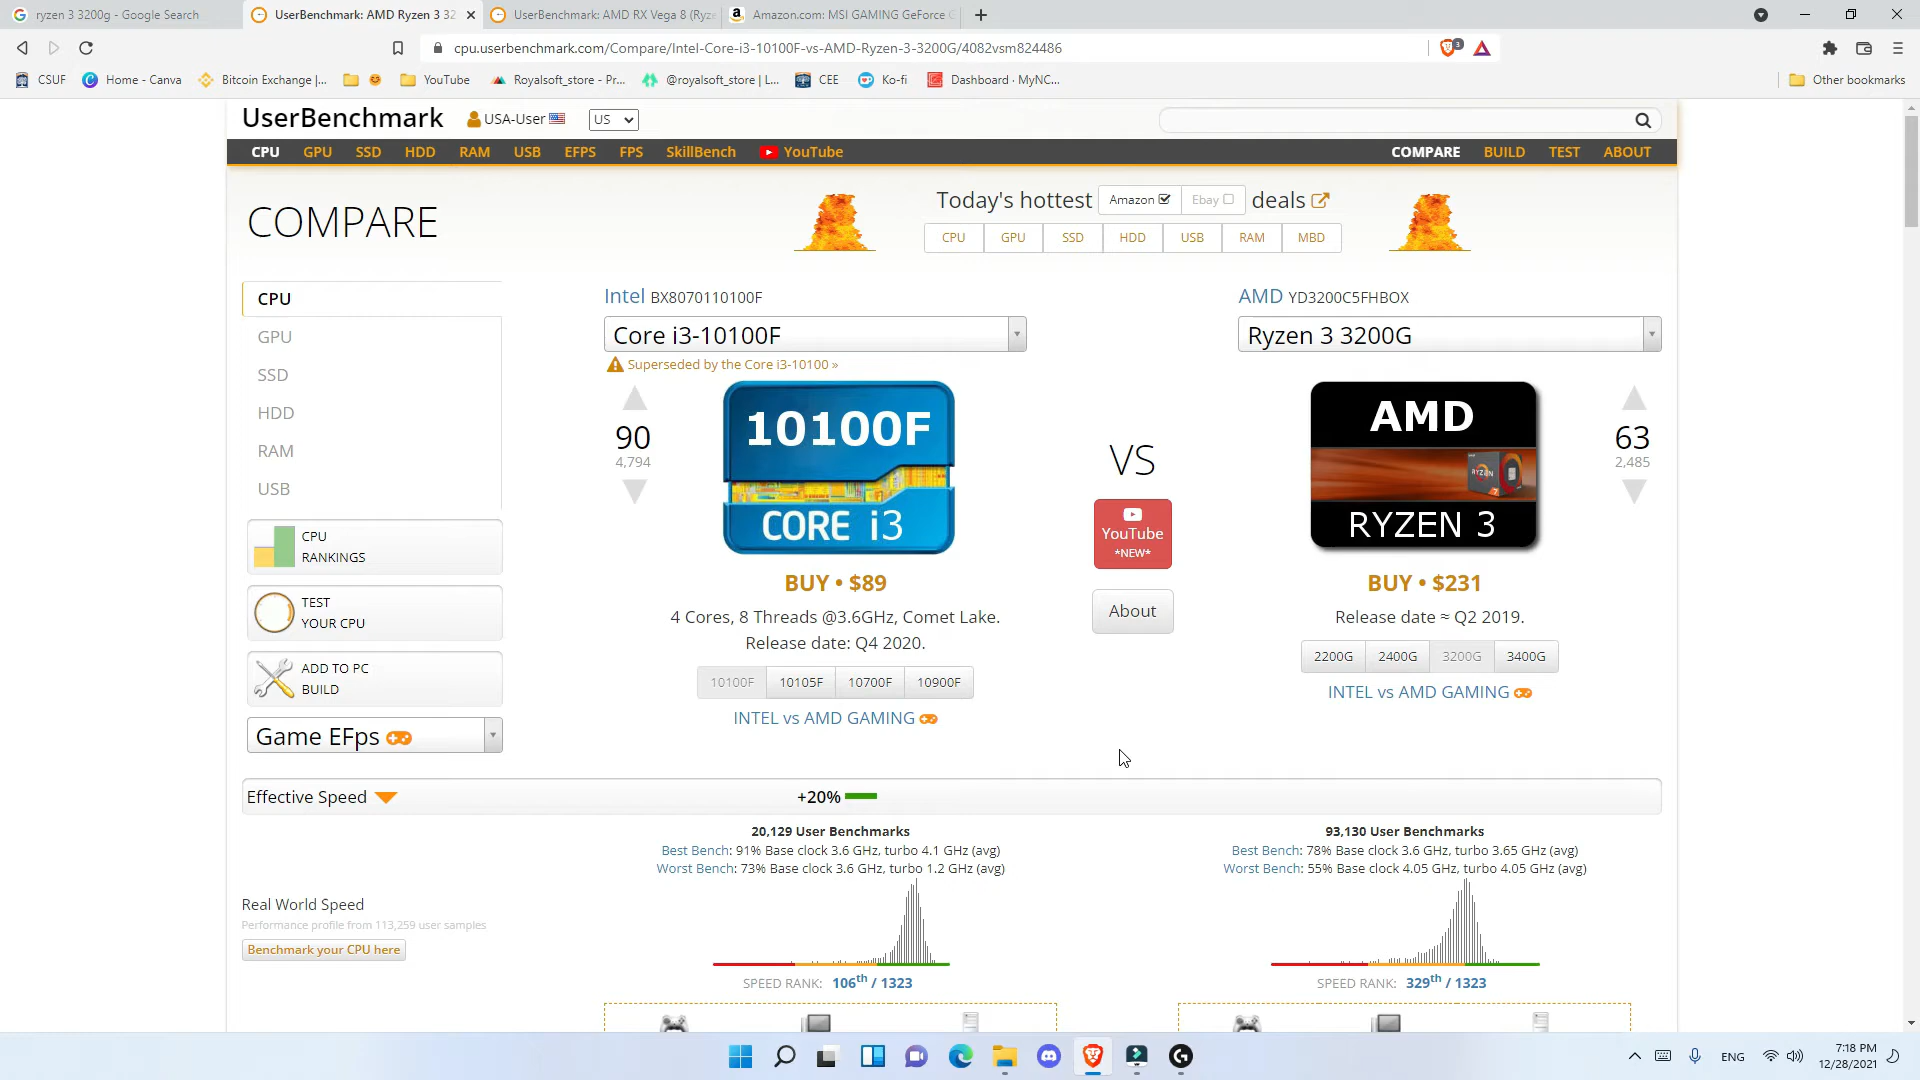 ryzen 3 3200g - Google Search
UserBenchmark: AMD Ryzen 3 32
UserBenchmark: AMD RX Vega 8 (Ryze
Amazon.com: MSI GAMING GeForce G
cpu.userbenchmark.com/Compare/Intel-Core-i3-10100F-vs-AMD-Ryzen-3-3200G/4082vsm824486
3
CSUF
Home - Canva
Bitcoin Exchange |...
YouTube
Royalsoft_store - Pr...
@royalsoft_store | L...
CEE
Ko-fi
Dashboard · MyNC...
Other bookmarks
UserBenchmark
USA-User
US
CPU GPU SSD HDD RAM USB EFPS FPS SkillBench YouTube
COMPARE BUILD TEST ABOUT
COMPARE
Today's hottest Amazon Ebay deals
CPU GPU SSD HDD USB RAM MBD
CPU
GPU
SSD
HDD
RAM
USB
CPU
RANKINGS
TEST
YOUR CPU
ADD TO PC
BUILD
Game EFps
Intel BX8070110100F
Core i3-10100F
Superseded by the Core i3-10100 »
90
4,794
10100F
CORE i3
BUY • $89
4 Cores, 8 Threads @3.6GHz, Comet Lake.
Release date: Q4 2020.
10100F 10105F 10700F 10900F
INTEL vs AMD GAMING
VS
YouTube
*NEW*
About
AMD YD3200C5FHBOX
Ryzen 3 3200G
63
2,485
AMD
RYZEN
RYZEN 3
BUY • $231
Release date ≈ Q2 2019.
2200G 2400G 3200G 3400G
INTEL vs AMD GAMING
Effective Speed
+20%
20,129 User Benchmarks
Best Bench: 91% Base clock 3.6 GHz, turbo 4.1 GHz (avg)
Worst Bench: 73% Base clock 3.6 GHz, turbo 1.2 GHz (avg)
93,130 User Benchmarks
Best Bench: 78% Base clock 3.6 GHz, turbo 3.65 GHz (avg)
Worst Bench: 55% Base clock 4.05 GHz, turbo 4.05 GHz (avg)
Real World Speed
Performance profile from 113,259 user samples
Benchmark your CPU here
SPEED RANK: 106th / 1323
SPEED RANK: 329th / 1323
ENG
7:18 PM
12/28/2021